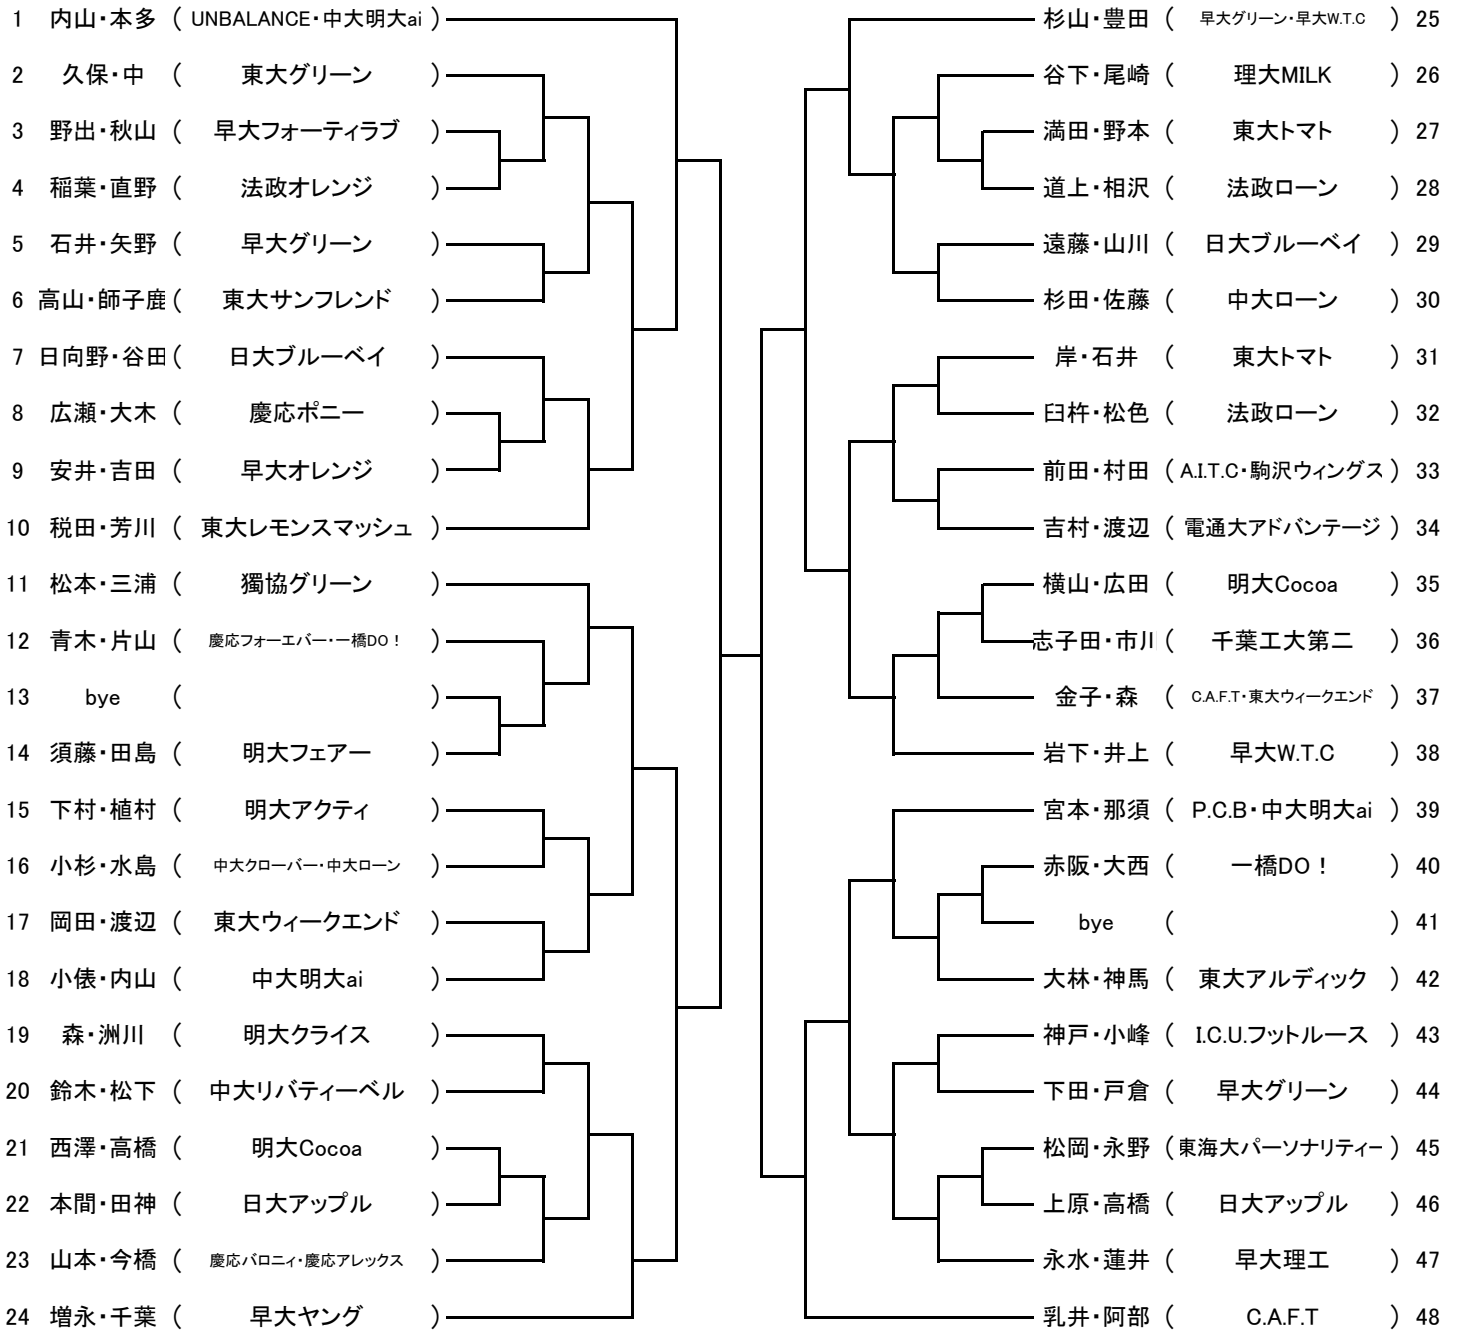 1 内山・本多 ( UNBALANCE・中大明大ai )
2 久保・中 ( 東大グリーン )
3 野出・秋山 ( 早大フォーティラブ )
4 稲葉・直野 ( 法政オレンジ )
5 石井・矢野 ( 早大グリーン )
6 高山・師子鹿 ( 東大サンフレンド )
7 日向野・谷田 ( 日大ブルーベイ )
8 広瀬・大木 ( 慶応ポニー )
9 安井・吉田 ( 早大オレンジ )
10 税田・芳川 ( 東大レモンスマッシュ )
11 松本・三浦 ( 獨協グリーン )
12 青木・片山 ( 慶応フォーエバー・一橋DO！ )
13 bye ( )
14 須藤・田島 ( 明大フェアー )
15 下村・植村 ( 明大アクティ )
16 小杉・水島 ( 中大クローバー・中大ローン )
17 岡田・渡辺 ( 東大ウィークエンド )
18 小俵・内山 ( 中大明大ai )
19 森・洲川 ( 明大クライス )
20 鈴木・松下 ( 中大リバティーベル )
21 西澤・高橋 ( 明大Cocoa )
22 本間・田神 ( 日大アップル )
23 山本・今橋 ( 慶応バロニィ・慶応アレックス )
24 増永・千葉 ( 早大ヤング )
杉山・豊田 ( 早大グリーン・早大W.T.C ) 25
谷下・尾崎 ( 理大MILK ) 26
満田・野本 ( 東大トマト ) 27
道上・相沢 ( 法政ローン ) 28
遠藤・山川 ( 日大ブルーベイ ) 29
杉田・佐藤 ( 中大ローン ) 30
岸・石井 ( 東大トマト ) 31
臼杵・松色 ( 法政ローン ) 32
前田・村田 ( A.I.T.C・駒沢ウィングス ) 33
吉村・渡辺 ( 電通大アドバンテージ ) 34
横山・広田 ( 明大Cocoa ) 35
志子田・市川 ( 千葉工大第二 ) 36
金子・森 ( C.A.F.T・東大ウィークエンド ) 37
岩下・井上 ( 早大W.T.C ) 38
宮本・那須 ( P.C.B・中大明大ai ) 39
赤阪・大西 ( 一橋DO！ ) 40
bye ( ) 41
大林・神馬 ( 東大アルディック ) 42
神戸・小峰 ( I.C.U.フットルース ) 43
下田・戸倉 ( 早大グリーン ) 44
松岡・永野 ( 東海大パーソナリティー ) 45
上原・高橋 ( 日大アップル ) 46
永水・蓮井 ( 早大理工 ) 47
乳井・阿部 ( C.A.F.T ) 48